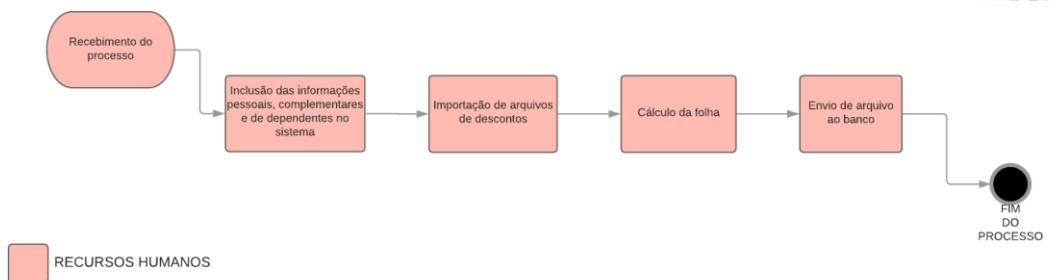 Recebimento do
processo
Inclusão das informações
pessoais, complementares
e de dependentes no
sistema
Importação de arquivos
de descontos
Cálculo da folha
Envio de arquivo
ao banco
FIM
DO
PROCESSO
RECURSOS HUMANOS